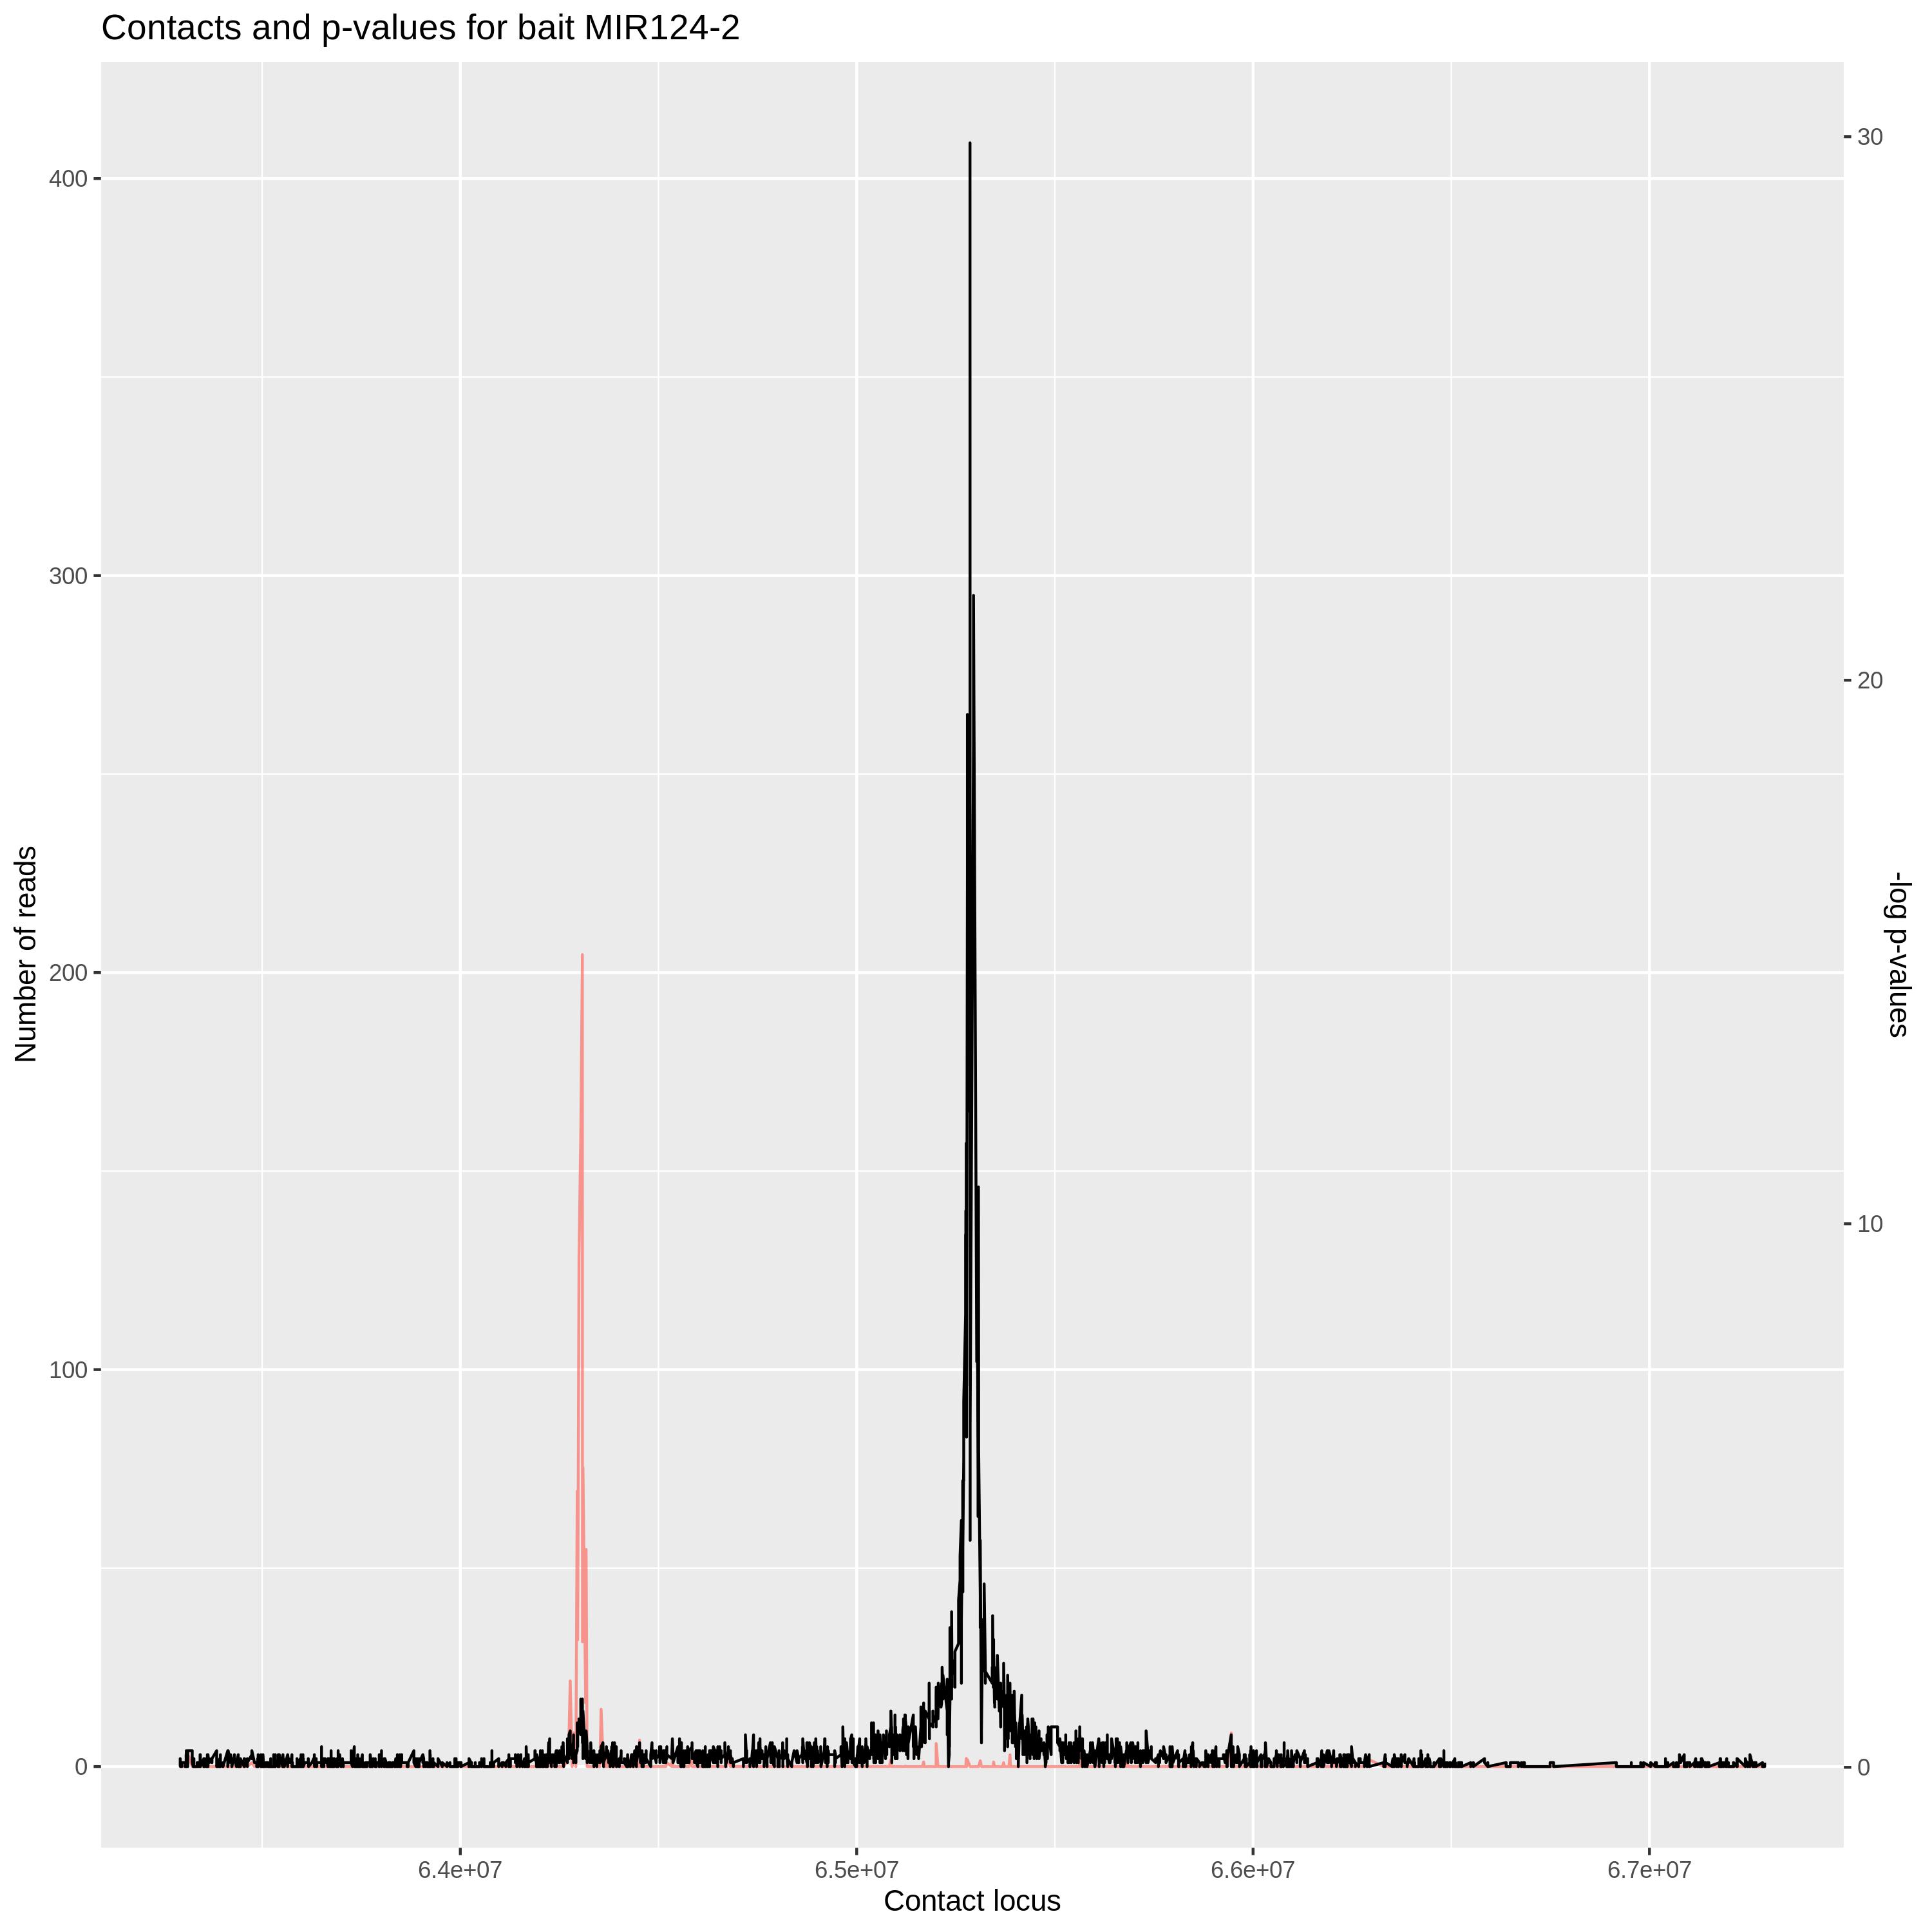 Contacts and p-values for bait MIR124-2
400
300
200
100
0
30
20
10
0
Number of reads
-log p-values
6.4e+07 6.5e+07 6.6e+07 6.7e+07
Contact locus